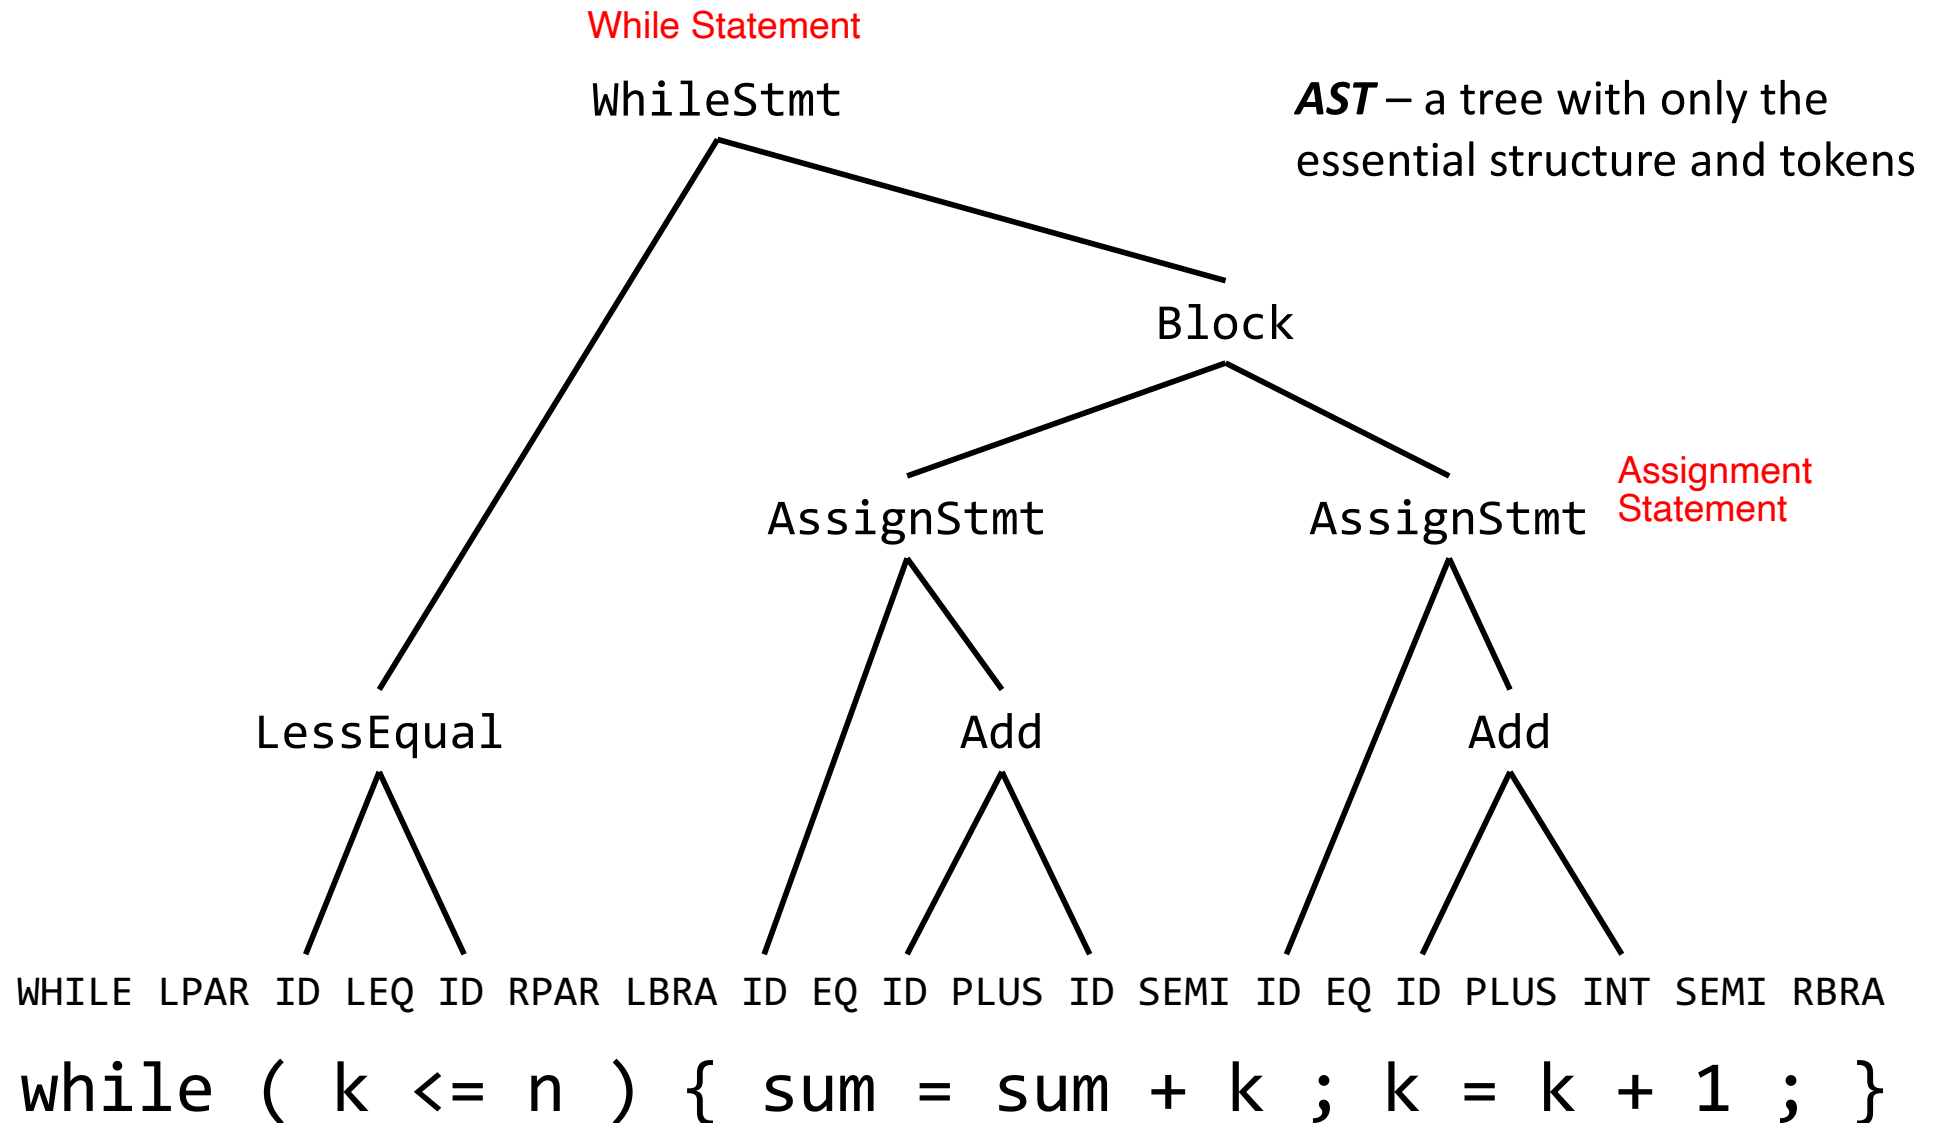 While Statement
WhileStmt
AST – a tree with only the
essential structure and tokens
Block
Assignment
Statement
AssignStmt AssignStmt
LessEqual Add Add
WHILE LPAR ID LEQ ID RPAR LBRA ID EQ ID PLUS ID SEMI ID EQ ID PLUS INT SEMI RBRA
while ( k <= n ) { sum = sum + k ; k = k + 1 ; }